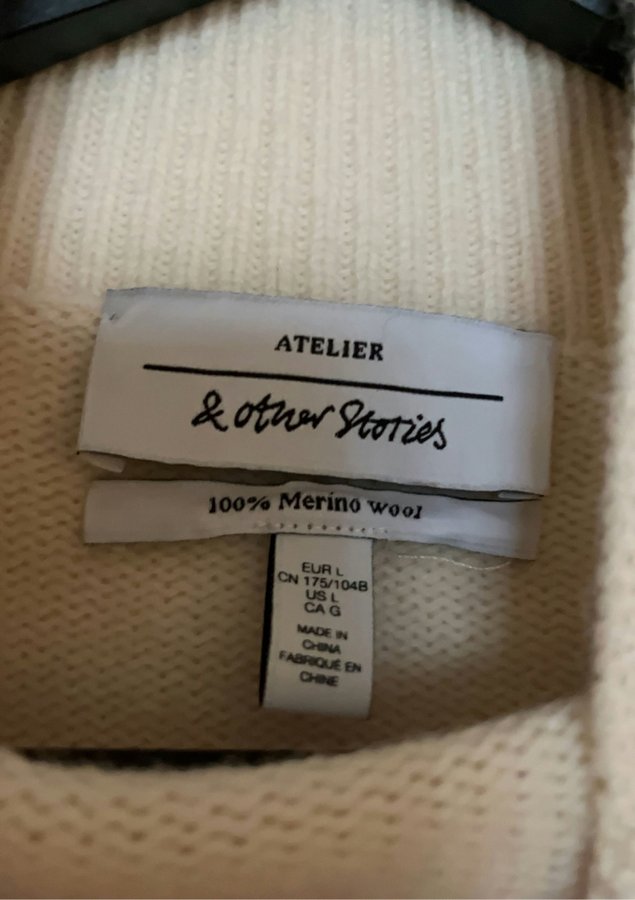 ATELIER
& other Stories
100% Merino wool
EUR L
CN 175/104B
US L
CA G
MADE IN
CHINA
FABRIQUÉ EN
CHINE